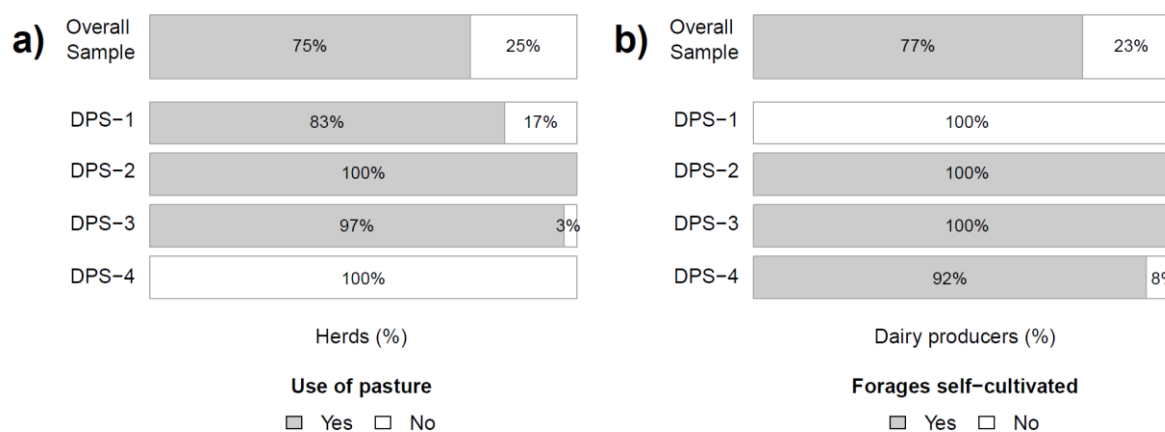 a)
Overall
Sample
75% 25%
DPS−1 83% 17%
DPS−2 100%
DPS−3 97% 3%
DPS−4 100%
Herds (%)
Use of pasture
Yes No
b)
Overall
Sample
77% 23%
DPS−1 100%
DPS−2 100%
DPS−3 100%
DPS−4 92% 8%
Dairy producers (%)
Forages self−cultivated
Yes No